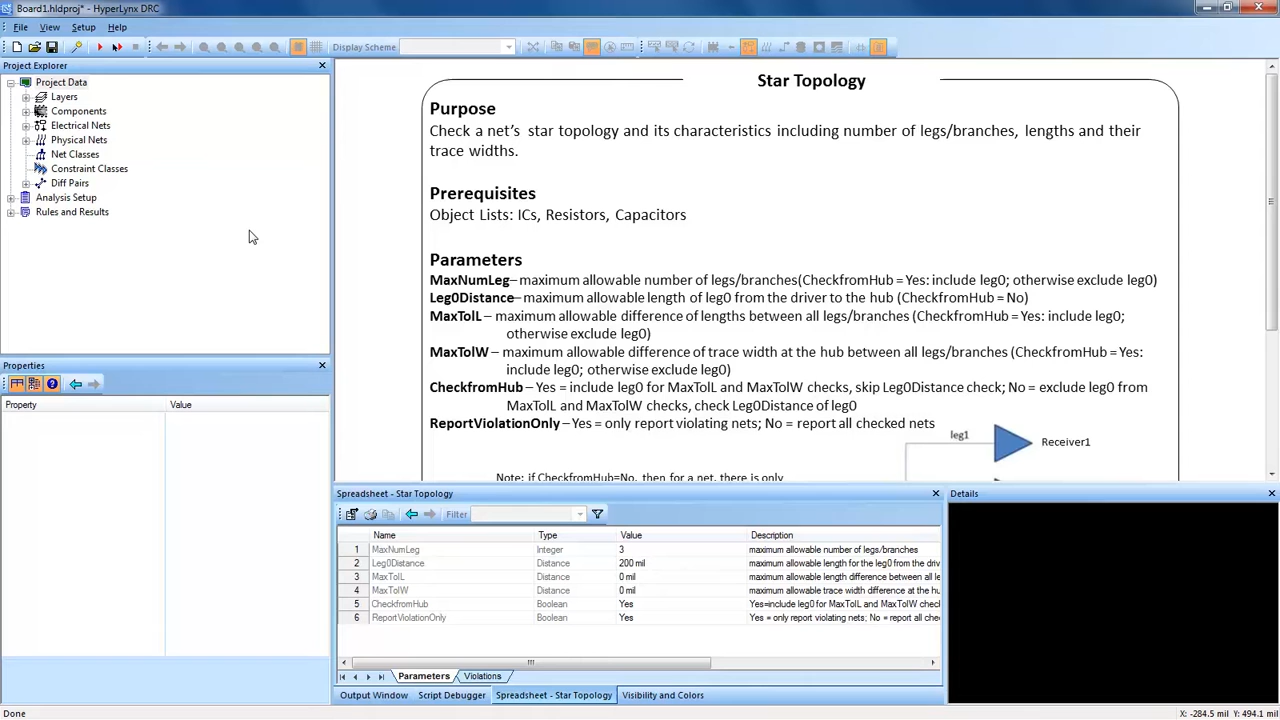 Board1.hldproj* - HyperLynx DRC
File View Setup Help
Display Scheme
Project Explorer
Project Data
Layers
Components
Electrical Nets
Physical Nets
Net Classes
Constraint Classes
Diff Pairs
Analysis Setup
Rules and Results
Properties
Property Value
Star Topology
Purpose
Check a net's star topology and its characteristics including number of legs/branches, lengths and their
trace widths.
Prerequisites
Object Lists: ICs, Resistors, Capacitors
Parameters
MaxNumLeg– maximum allowable number of legs/branches(CheckfromHub = Yes: include leg0; otherwise exclude leg0)
Leg0Distance– maximum allowable length of leg0 from the driver to the hub (CheckfromHub = No)
MaxTolL – maximum allowable difference of lengths between all legs/branches (CheckfromHub = Yes: include leg0;
otherwise exclude leg0)
MaxTolW – maximum allowable difference of trace width at the hub between all legs/branches (CheckfromHub = Yes:
include leg0; otherwise exclude leg0)
CheckfromHub – Yes = include leg0 for MaxTolL and MaxTolW checks, skip Leg0Distance check; No = exclude leg0 from
MaxTolL and MaxTolW checks, check Leg0Distance of leg0
ReportViolationOnly – Yes = only report violating nets; No = report all checked nets
leg1 Receiver1
Note: if CheckfromHub=No, then for a net, there is only
Spreadsheet - Star Topology
Filter
Name Type Value Description
1 MaxNumLeg Integer 3 maximum allowable number of legs/branches
2 Leg0Distance Distance 200 mil maximum allowable length for the leg0 from the driv
3 MaxTolL Distance 0 mil maximum allowable length difference between all le
4 MaxTolW Distance 0 mil maximum allowable trace width difference at the hu
5 CheckfromHub Boolean Yes Yes=include leg0 for MaxTolL and MaxTolW check
6 ReportViolationOnly Boolean Yes Yes = only report violating nets; No = report all che
Parameters Violations
Output Window Script Debugger Spreadsheet - Star Topology Visibility and Colors
Details
Done
X: -284.5 mil Y: 494.1 mil